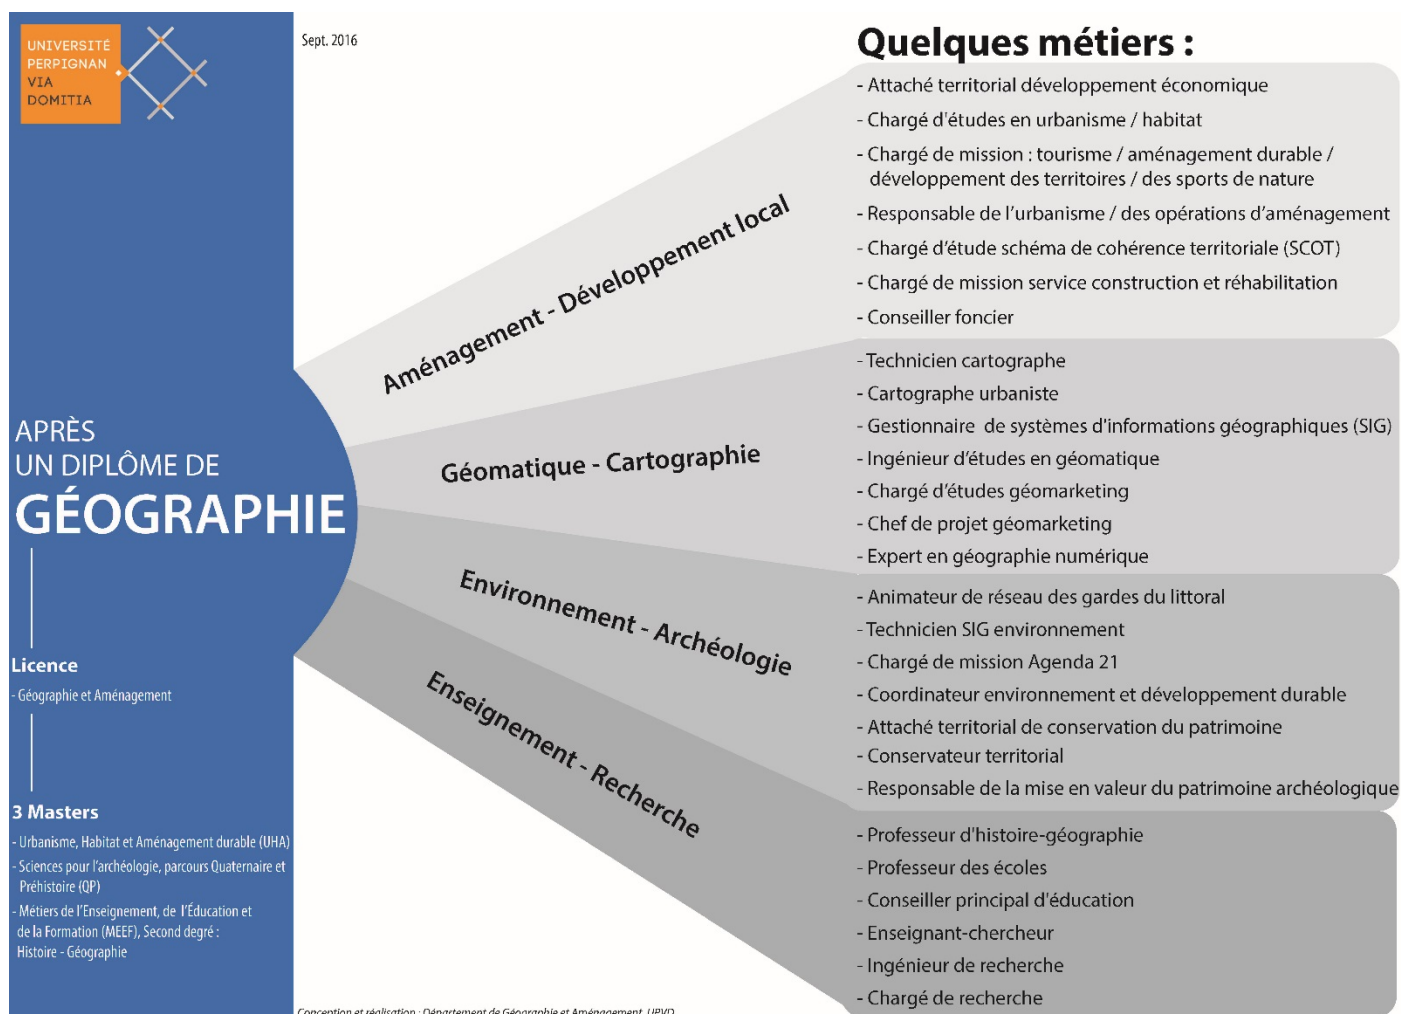 UNIVERSITÉ
PERPIGNAN
VIA
DOMITIA
Sept. 2016
APRÈS
UN DIPLÔME DE
GÉOGRAPHIE
Licence
- Géographie et Aménagement
3 Masters
- Urbanisme, Habitat et Aménagement durable (UHA)
- Sciences pour l'archéologie, parcours Quaternaire et
Préhistoire (QP)
- Métiers de l'Enseignement, de l'Éducation et
de la Formation (MEEF), Second degré :
Histoire - Géographie
Quelques métiers :
Aménagement - Développement local
- Attaché territorial développement économique
- Chargé d'études en urbanisme / habitat
- Chargé de mission : tourisme / aménagement durable /
développement des territoires / des sports de nature
- Responsable de l'urbanisme / des opérations d'aménagement
- Chargé d'étude schéma de cohérence territoriale (SCOT)
- Chargé de mission service construction et réhabilitation
- Conseiller foncier
Géomatique - Cartographie
- Technicien cartographe
- Cartographe urbaniste
- Gestionnaire de systèmes d'informations géographiques (SIG)
- Ingénieur d'études en géomatique
- Chargé d'études géomarketing
- Chef de projet géomarketing
- Expert en géographie numérique
Environnement - Archéologie
- Animateur de réseau des gardes du littoral
- Technicien SIG environnement
- Chargé de mission Agenda 21
- Coordinateur environnement et développement durable
- Attaché territorial de conservation du patrimoine
- Conservateur territorial
- Responsable de la mise en valeur du patrimoine archéologique
Enseignement - Recherche
- Professeur d'histoire-géographie
- Professeur des écoles
- Conseiller principal d'éducation
- Enseignant-chercheur
- Ingénieur de recherche
- Chargé de recherche
Conception et réalisation : Département de Géographie et Aménagement, UPVD